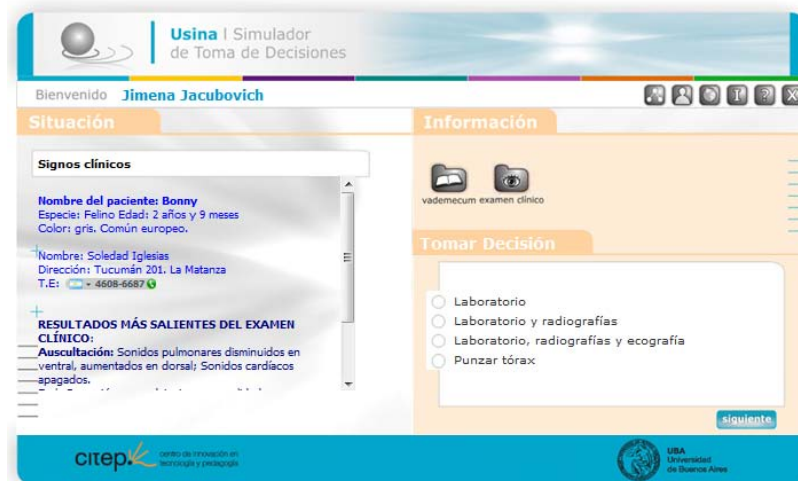 Usina | Simulador
de Toma de Decisiones
Bienvenido Jimena Jacubovich
Situación
Signos clínicos
Nombre del paciente: Bonny
Especie: Felino Edad: 2 años y 9 meses
Color: gris. Común europeo.
Nombre: Soledad Iglesias
Dirección: Tucumán 201. La Matanza
T.E: 4608-6687
RESULTADOS MÁS SALIENTES DEL EXAMEN
CLÍNICO:
Auscultación: Sonidos pulmonares disminuidos en
ventral, aumentados en dorsal; Sonidos cardíacos
apagados.
Información
vademecum examen clínico
Tomar Decisión
Laboratorio
Laboratorio y radiografías
Laboratorio, radiografías y ecografía
Punzar tórax
siguiente
citep
centro de innovación en
tecnología y pedagogía
UBA
Universidad
de Buenos Aires